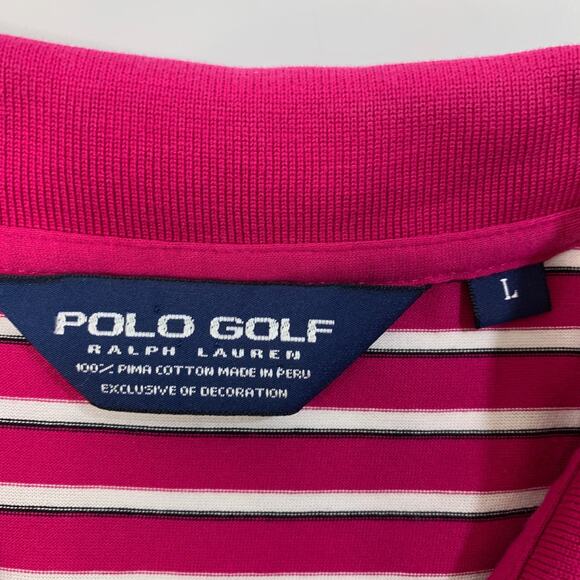 POLO GOLF
RALPH LAUREN
100% PIMA COTTON MADE IN PERU
EXCLUSIVE OF DECORATION
L